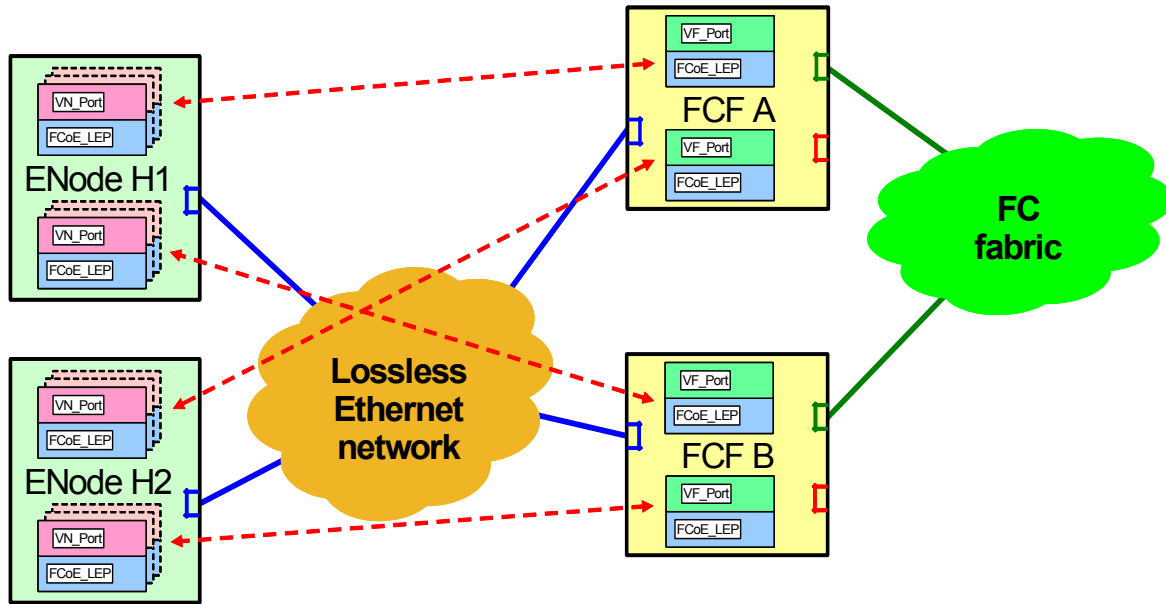 VN_Port
FCoE_LEP
ENode H1
VN_Port
FCoE_LEP
VN_Port
FCoE_LEP
ENode H2
VN_Port
FCoE_LEP
Lossless
Ethernet
network
VF_Port
FCoE_LEP
FCF A
VF_Port
FCoE_LEP
VF_Port
FCoE_LEP
FCF B
VF_Port
FCoE_LEP
FC
fabric